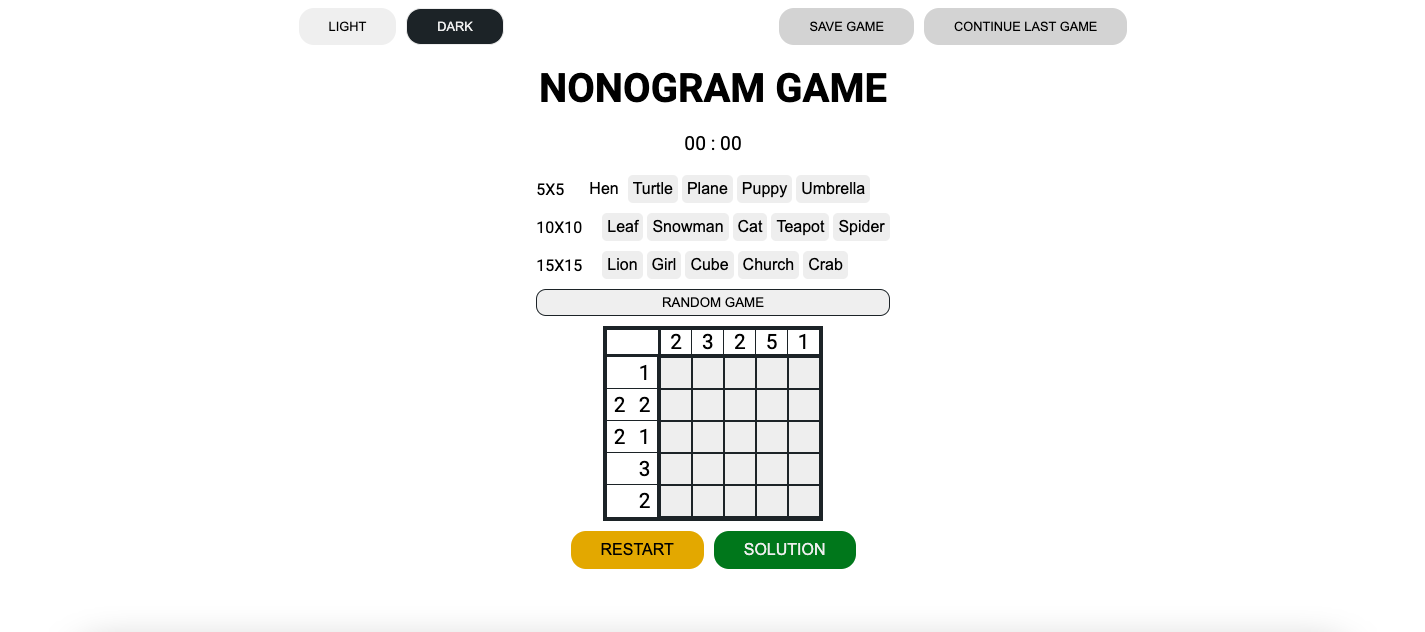 LIGHT DARK SAVE GAME CONTINUE LAST GAME
NONOGRAM GAME
00 : 00
5X5 Hen Turtle Plane Puppy Umbrella
10X10 Leaf Snowman Cat Teapot Spider
15X15 Lion Girl Cube Church Crab
RANDOM GAME
2 3 2 5 1
1
2 2
2 1
3
2
RESTART SOLUTION